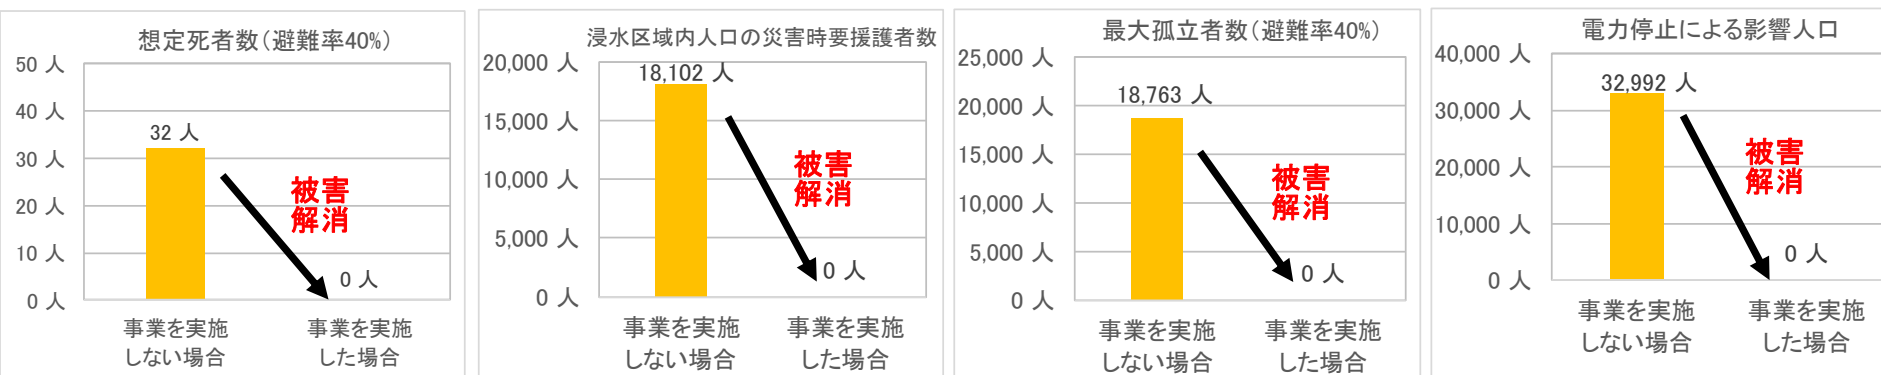 想定死者数（避難率40%）
50 人
40 人
30 人
20 人
10 人
0 人
32 人
被害
解消
0 人
事業を実施
しない場合
事業を実施
した場合
浸水区域内人口の災害時要援護者数
20,000 人
15,000 人
10,000 人
5,000 人
0 人
18,102 人
被害
解消
0 人
事業を実施
しない場合
事業を実施
した場合
最大孤立者数（避難率40%）
25,000 人
20,000 人
15,000 人
10,000 人
5,000 人
0 人
18,763 人
被害
解消
0 人
事業を実施
しない場合
事業を実施
した場合
電力停止による影響人口
40,000 人
30,000 人
20,000 人
10,000 人
0 人
32,992 人
被害
解消
0 人
事業を実施
しない場合
事業を実施
した場合